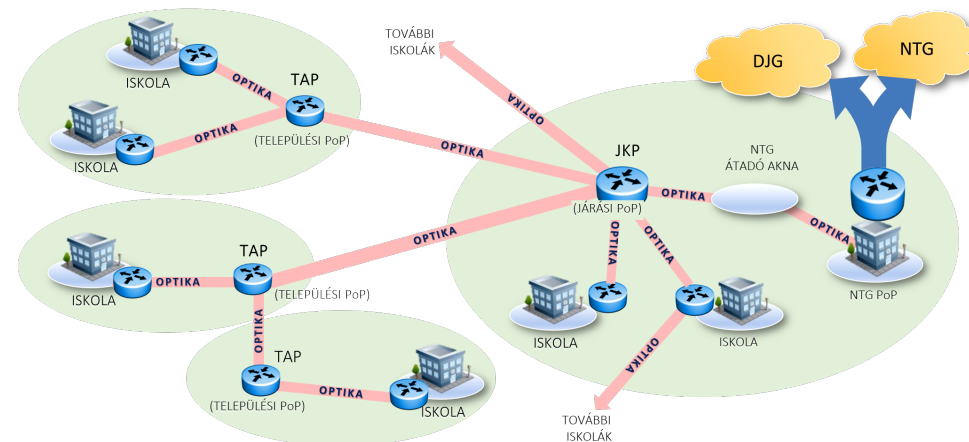 TOVÁBBI
ISKOLÁK
DJG
NTG
ISKOLA
OPTIKA
TAP
OPTIKA
(TELEPÜLÉSI PoP)
ISKOLA
OPTIKA
OPTIKA
JKP
(JÁRÁSI PoP)
OPTIKA
NTG
ÁTADÓ AKNA
OPTIKA
NTG PoP
OPTIKA
TAP
OPTIKA
ISKOLA
(TELEPÜLÉSI PoP)
OPTIKA
OPTIKA
OPTIKA
ISKOLA
ISKOLA
TAP
OPTIKA
(TELEPÜLÉSI PoP)
ISKOLA
OPTIKA
TOVÁBBI
ISKOLÁK